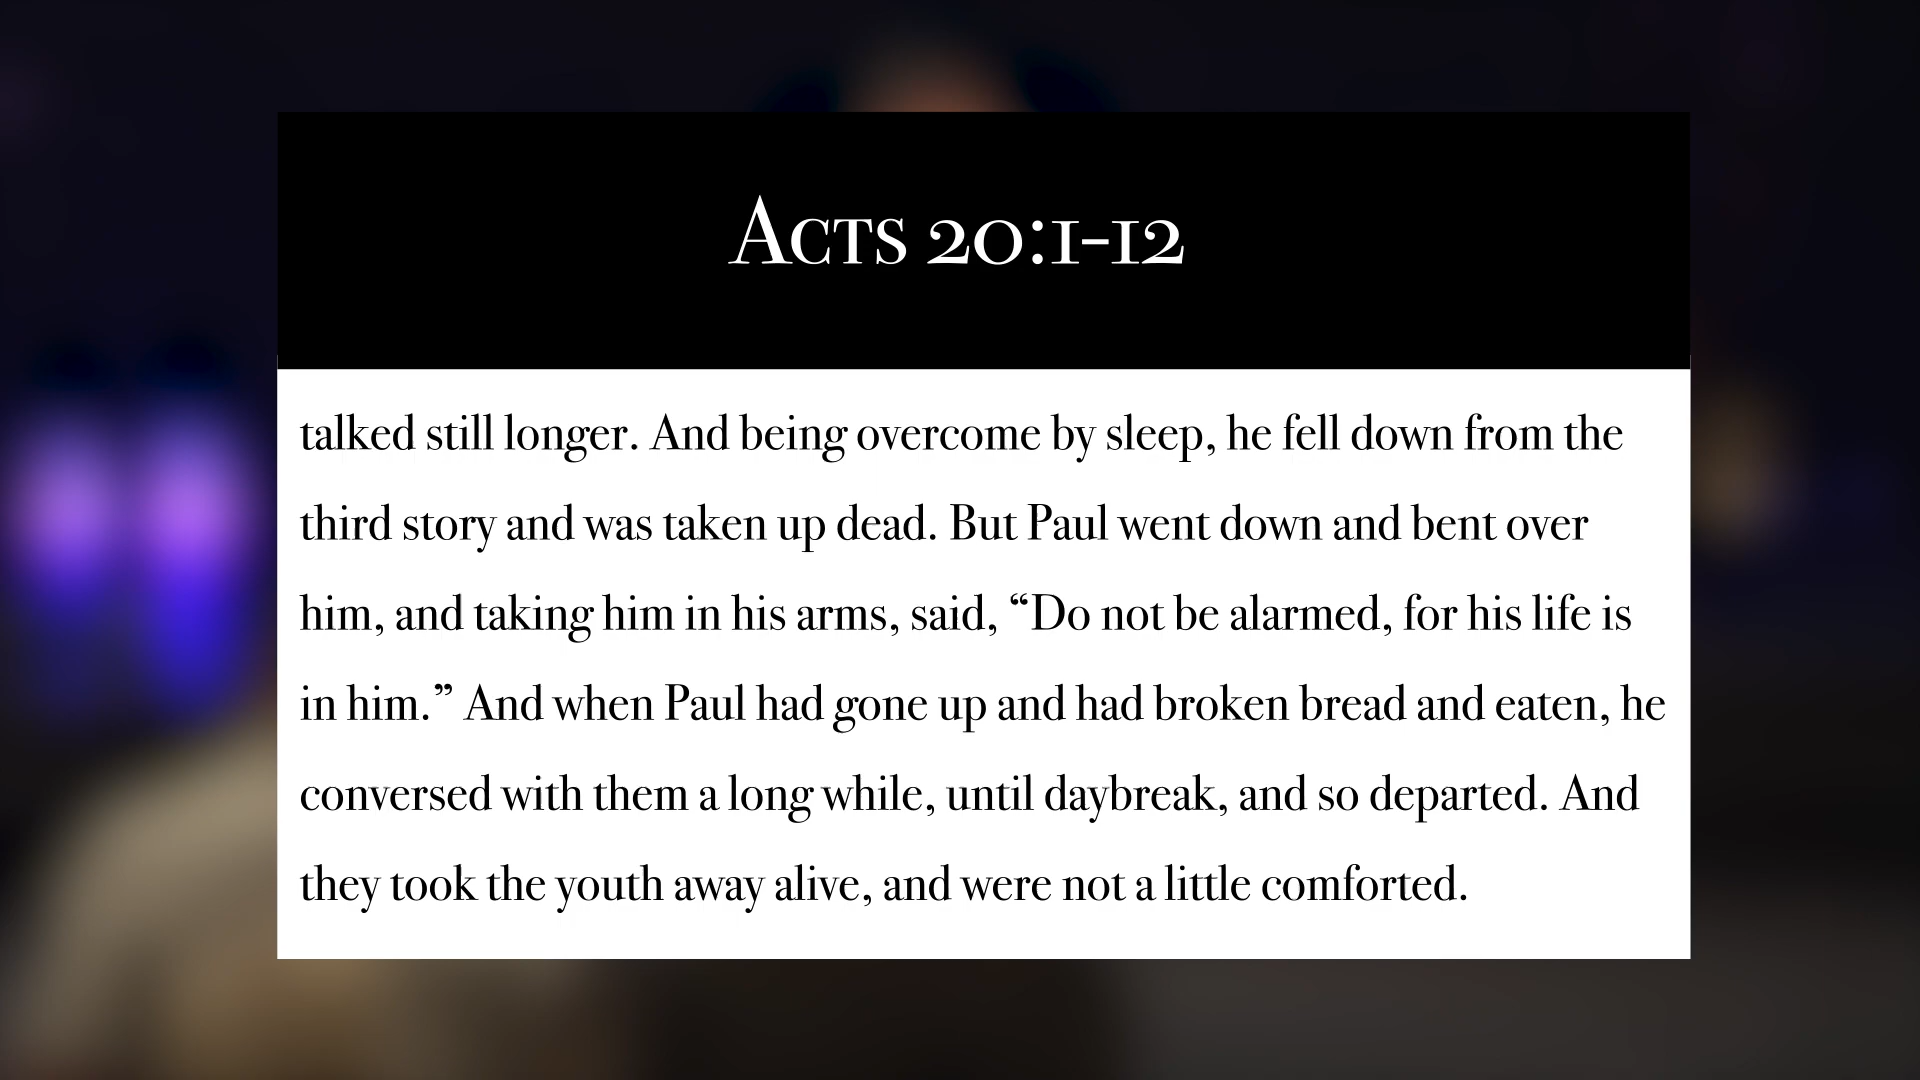 Acts 20:1-12
talked still longer. And being overcome by sleep, he fell down from the
third story and was taken up dead. But Paul went down and bent over
him, and taking him in his arms, said, “Do not be alarmed, for his life is
in him.” And when Paul had gone up and had broken bread and eaten, he
conversed with them a long while, until daybreak, and so departed. And
they took the youth away alive, and were not a little comforted.